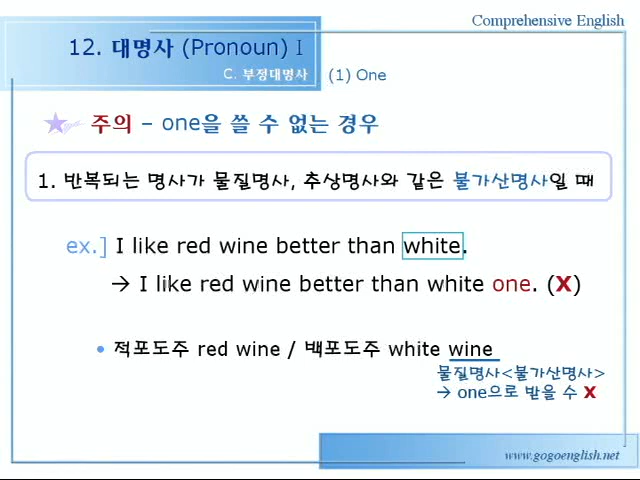 Comprehensive English
12. 대명사 (Pronoun) I
C. 부정대명사 (1) One
주의 – one을 쓸 수 없는 경우
1. 반복되는 명사가 물질명사, 추상명사와 같은 불가산명사일 때
ex.] I like red wine better than white.
→ I like red wine better than white one. (X)
• 적포도주 red wine / 백포도주 white wine
물질명사<불가산명사>
→ one으로 받을 수 X
www.gogoenglish.net